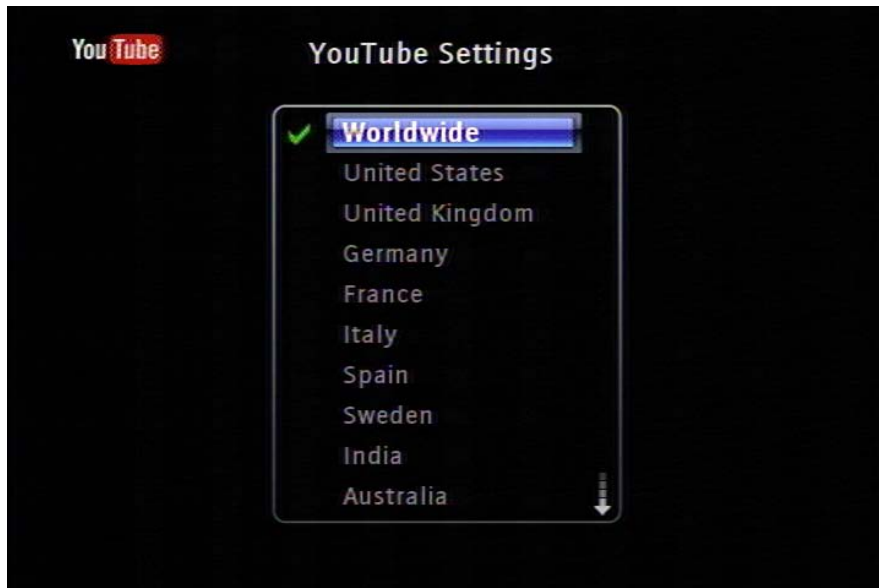 YouTube
YouTube Settings
Worldwide
United States
United Kingdom
Germany
France
Italy
Spain
Sweden
India
Australia